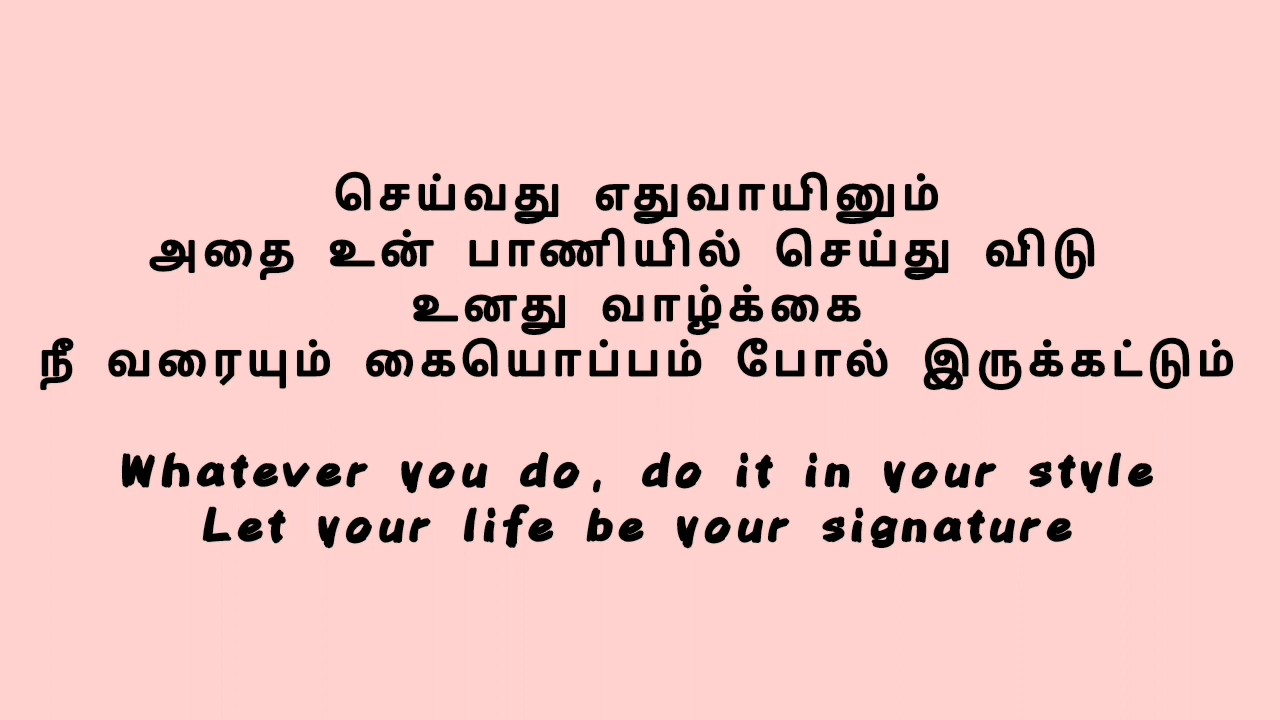 செய்வது எதுவாயினும்
அதை உன் பாணியில் செய்து விடு
உனது வாழ்க்கை
நீ வரையும் கையொப்பம் போல் இருக்கட்டும்
Whatever you do, do it in your style
Let your life be your signature